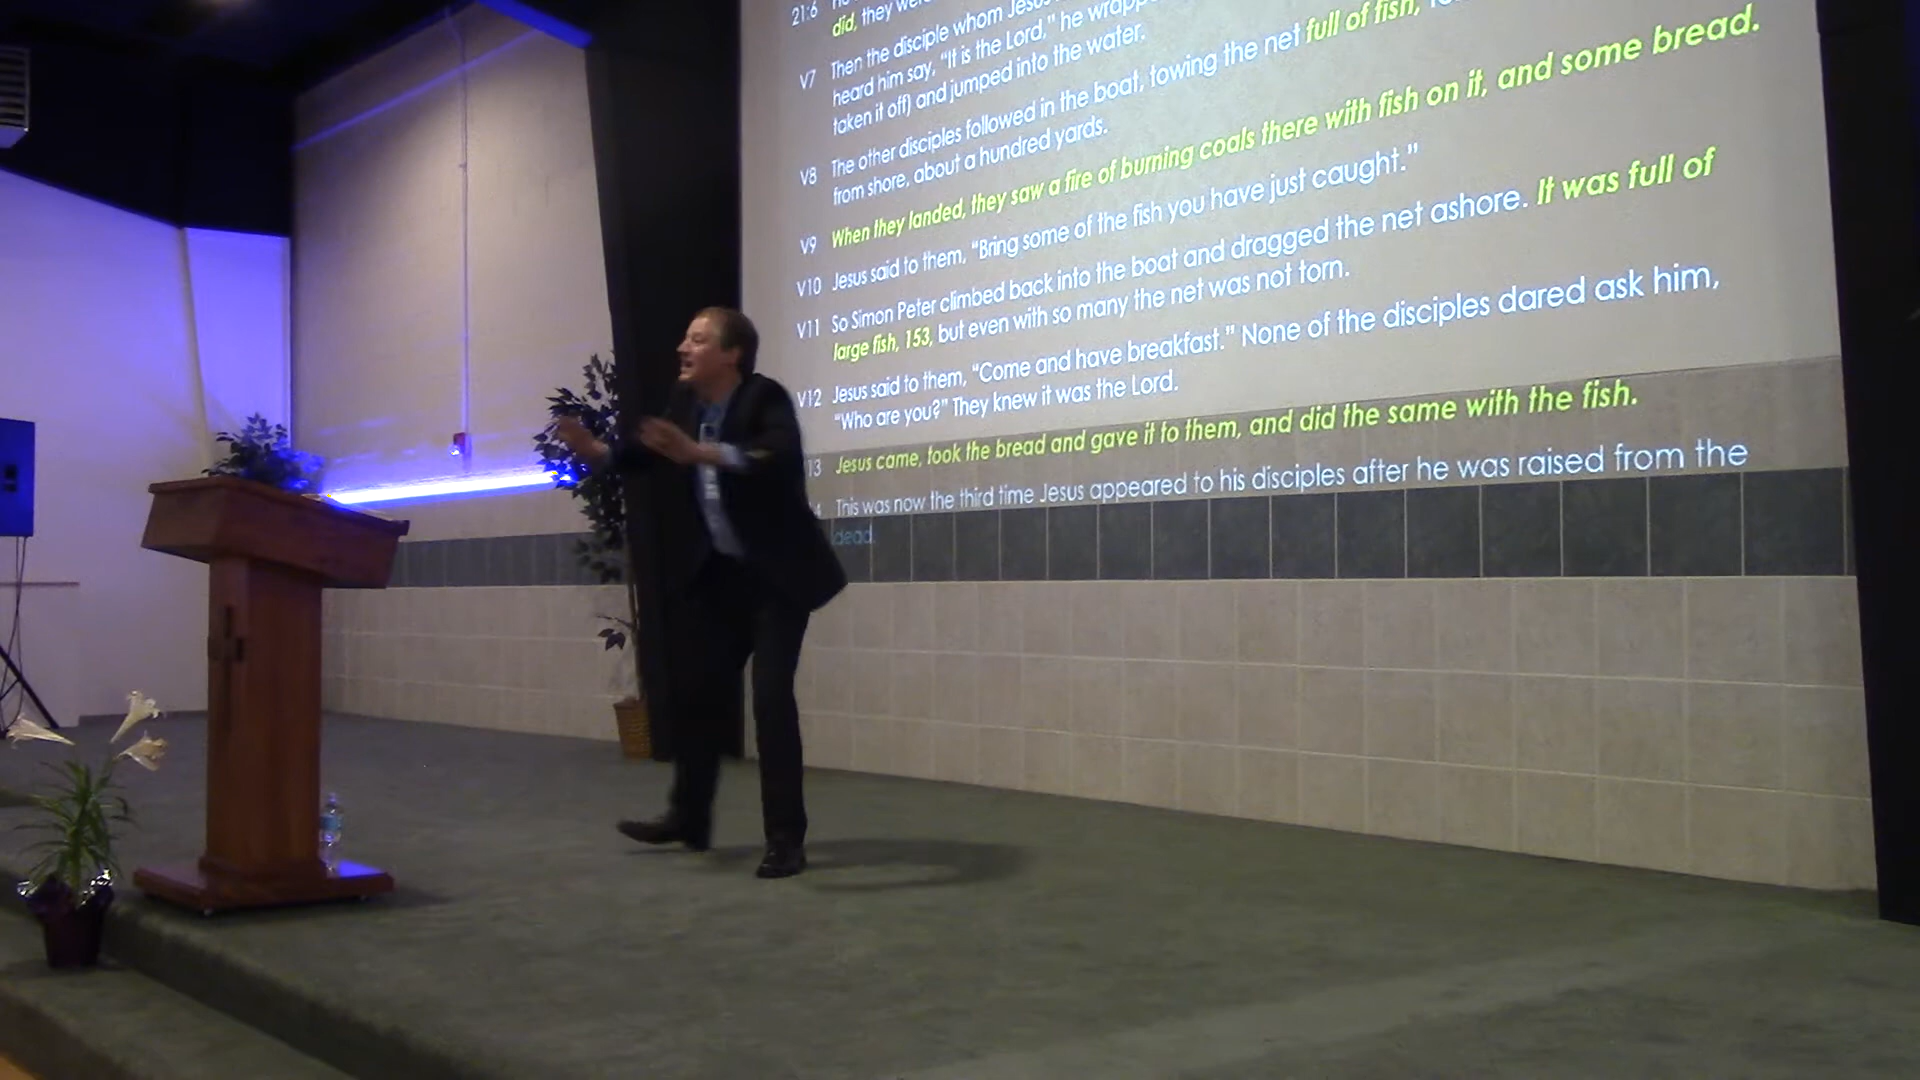 21:6
did, they
V7 Then the disciple whom Jesus
heard him say, "It is the Lord," he
taken it off) and jumped into the water.
V8 The other disciples followed in the boat, towing the net full of fish,
from shore, about a hundred yards.
V9 When they landed, they saw a fire of burning coals there with fish on it, and some bread.
V10 Jesus said to them, "Bring some of the fish you have just caught."
V11 So Simon Peter climbed back into the boat and dragged the net ashore. It was full of
large fish, 153, but even with so many the net was not torn.
V12 Jesus said to them, "Come and have breakfast." None of the disciples dared ask him,
"Who are you?" They knew it was the Lord.
13 Jesus came, took the bread and gave it to them, and did the same with the fish.
This was now the third time Jesus appeared to his disciples after he was raised from the
dead.